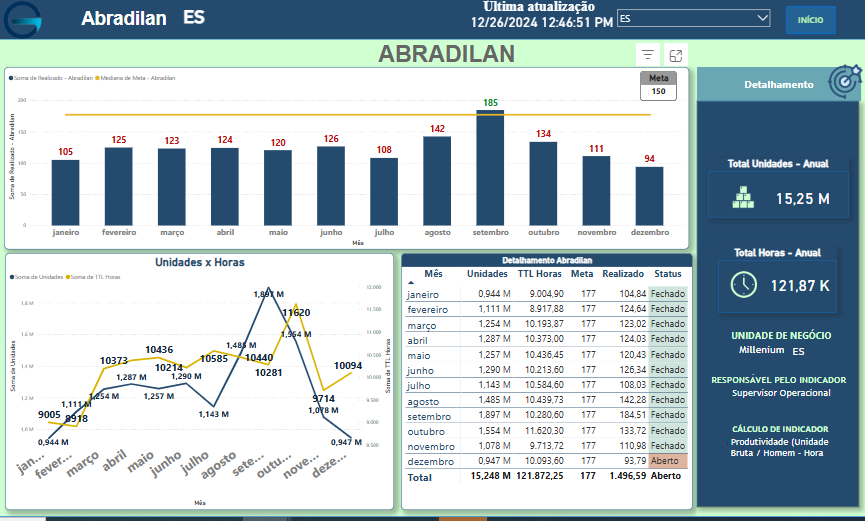 Abradilan ES
Última atualização
12/26/2024 12:46:51 PM
ES
INÍCIO
ABRADILAN
Soma de Realizado - Abradilan Mediana de Meta - Abradilan
Meta
150
Soma de Realizado - Abradilan
200
150
100
50
0
105
125
123
124
120
126
108
142
185
134
111
94
janeiro fevereiro março abril maio junho julho agosto setembro outubro novembro dezembro
Mês
Unidades x Horas
Soma de Unidades Soma de TTL Horas
Soma de Unidades
1,8 M
1,6 M
1,4 M
1,2 M
1,0 M
12.000
11.500
11.000
10.500
10.000
9.500
9.000
8.500
Soma de TTL Horas
9005
8918
10373
10436
10214
10585
10440
10281
11620
9714
10094
0,944 M
1,111 M
1,254 M
1,287 M
1,257 M
1,290 M
1,143 M
1,485 M
1,897 M
1,554 M
1,078 M
0,947 M
jan... fever... março abril maio junho julho agosto sete... outu... nove... deze...
Mês
Detalhamento Abradilan
Mês Unidades TTL Horas Meta Realizado Status
janeiro 0,944 M 9.004,90 177 104,84 Fechado
fevereiro 1,111 M 8.917,88 177 124,64 Fechado
março 1,254 M 10.193,87 177 123,02 Fechado
abril 1,287 M 10.373,00 177 124,03 Fechado
maio 1,257 M 10.436,45 177 120,43 Fechado
junho 1,290 M 10.213,60 177 126,34 Fechado
julho 1,143 M 10.584,60 177 108,03 Fechado
agosto 1,485 M 10.439,73 177 142,28 Fechado
setembro 1,897 M 10.280,60 177 184,51 Fechado
outubro 1,554 M 11.620,30 177 133,72 Fechado
novembro 1,078 M 9.713,72 177 110,98 Fechado
dezembro 0,947 M 10.093,60 177 93,79 Aberto
Total 15,248 M 121.872,25 177 1.496,59 Aberto
Detalhamento
Total Unidades - Anual
15,25 M
Total Horas - Anual
121,87 K
UNIDADE DE NEGÓCIO
Millenium ES
RESPONSÁVEL PELO INDICADOR
Supervisor Operacional
CÁLCULO DE INDICADOR
Produtividade (Unidade
Bruta / Homem - Hora